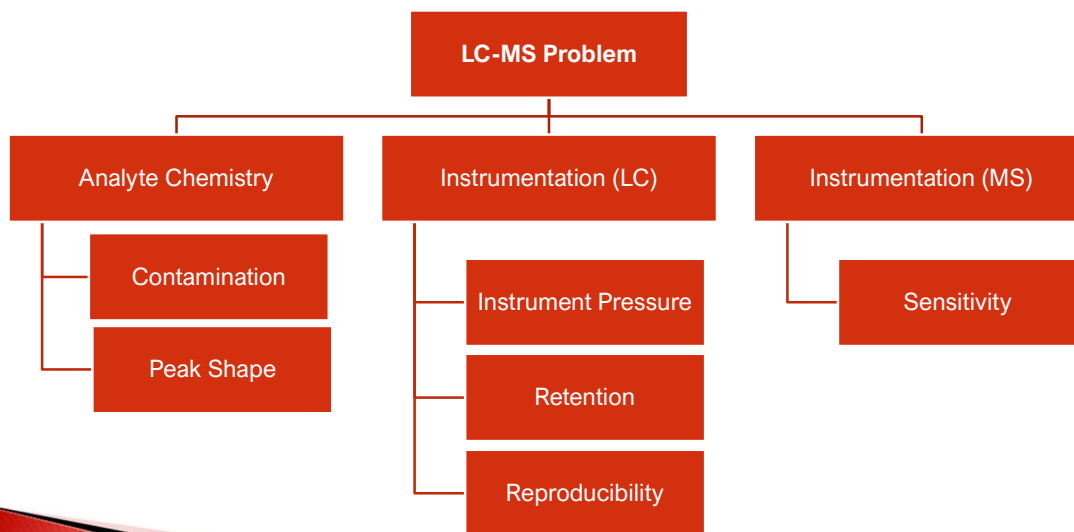 LC-MS Problem
Analyte Chemistry
Instrumentation (LC)
Instrumentation (MS)
Contamination
Peak Shape
Instrument Pressure
Retention
Reproducibility
Sensitivity